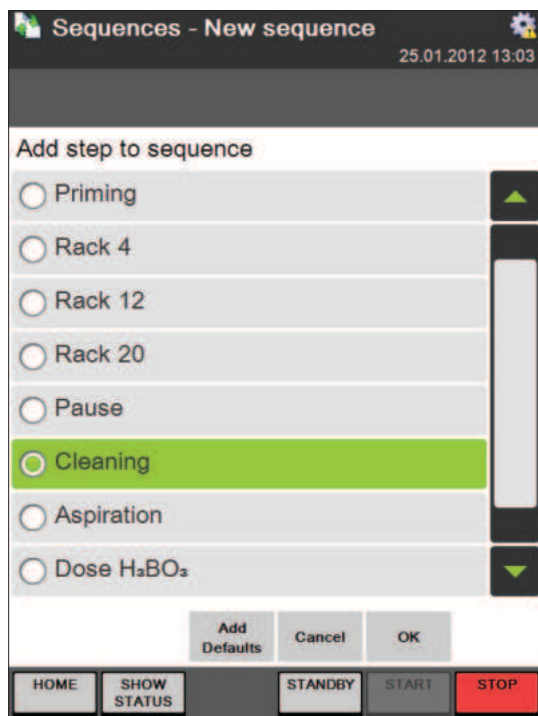 Sequences - New sequence
25.01.2012 13:03
Add step to sequence
Priming
Rack 4
Rack 12
Rack 20
Pause
Cleaning
Aspiration
Dose H₃BO₃
Add
Defaults
Cancel
OK
HOME
SHOW
STATUS
STANDBY
START
STOP